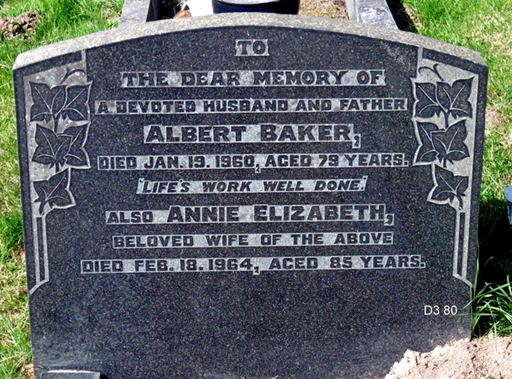 TO
THE DEAR MEMORY OF
A DEVOTED HUSBAND AND FATHER
ALBERT BAKER,
DIED JAN. 19. 1960, AGED 79 YEARS.
"LIFE'S WORK WELL DONE."
ALSO ANNIE ELIZABETH,
BELOVED WIFE OF THE ABOVE
DIED FEB. 18. 1964, AGED 85 YEARS.
D3 80